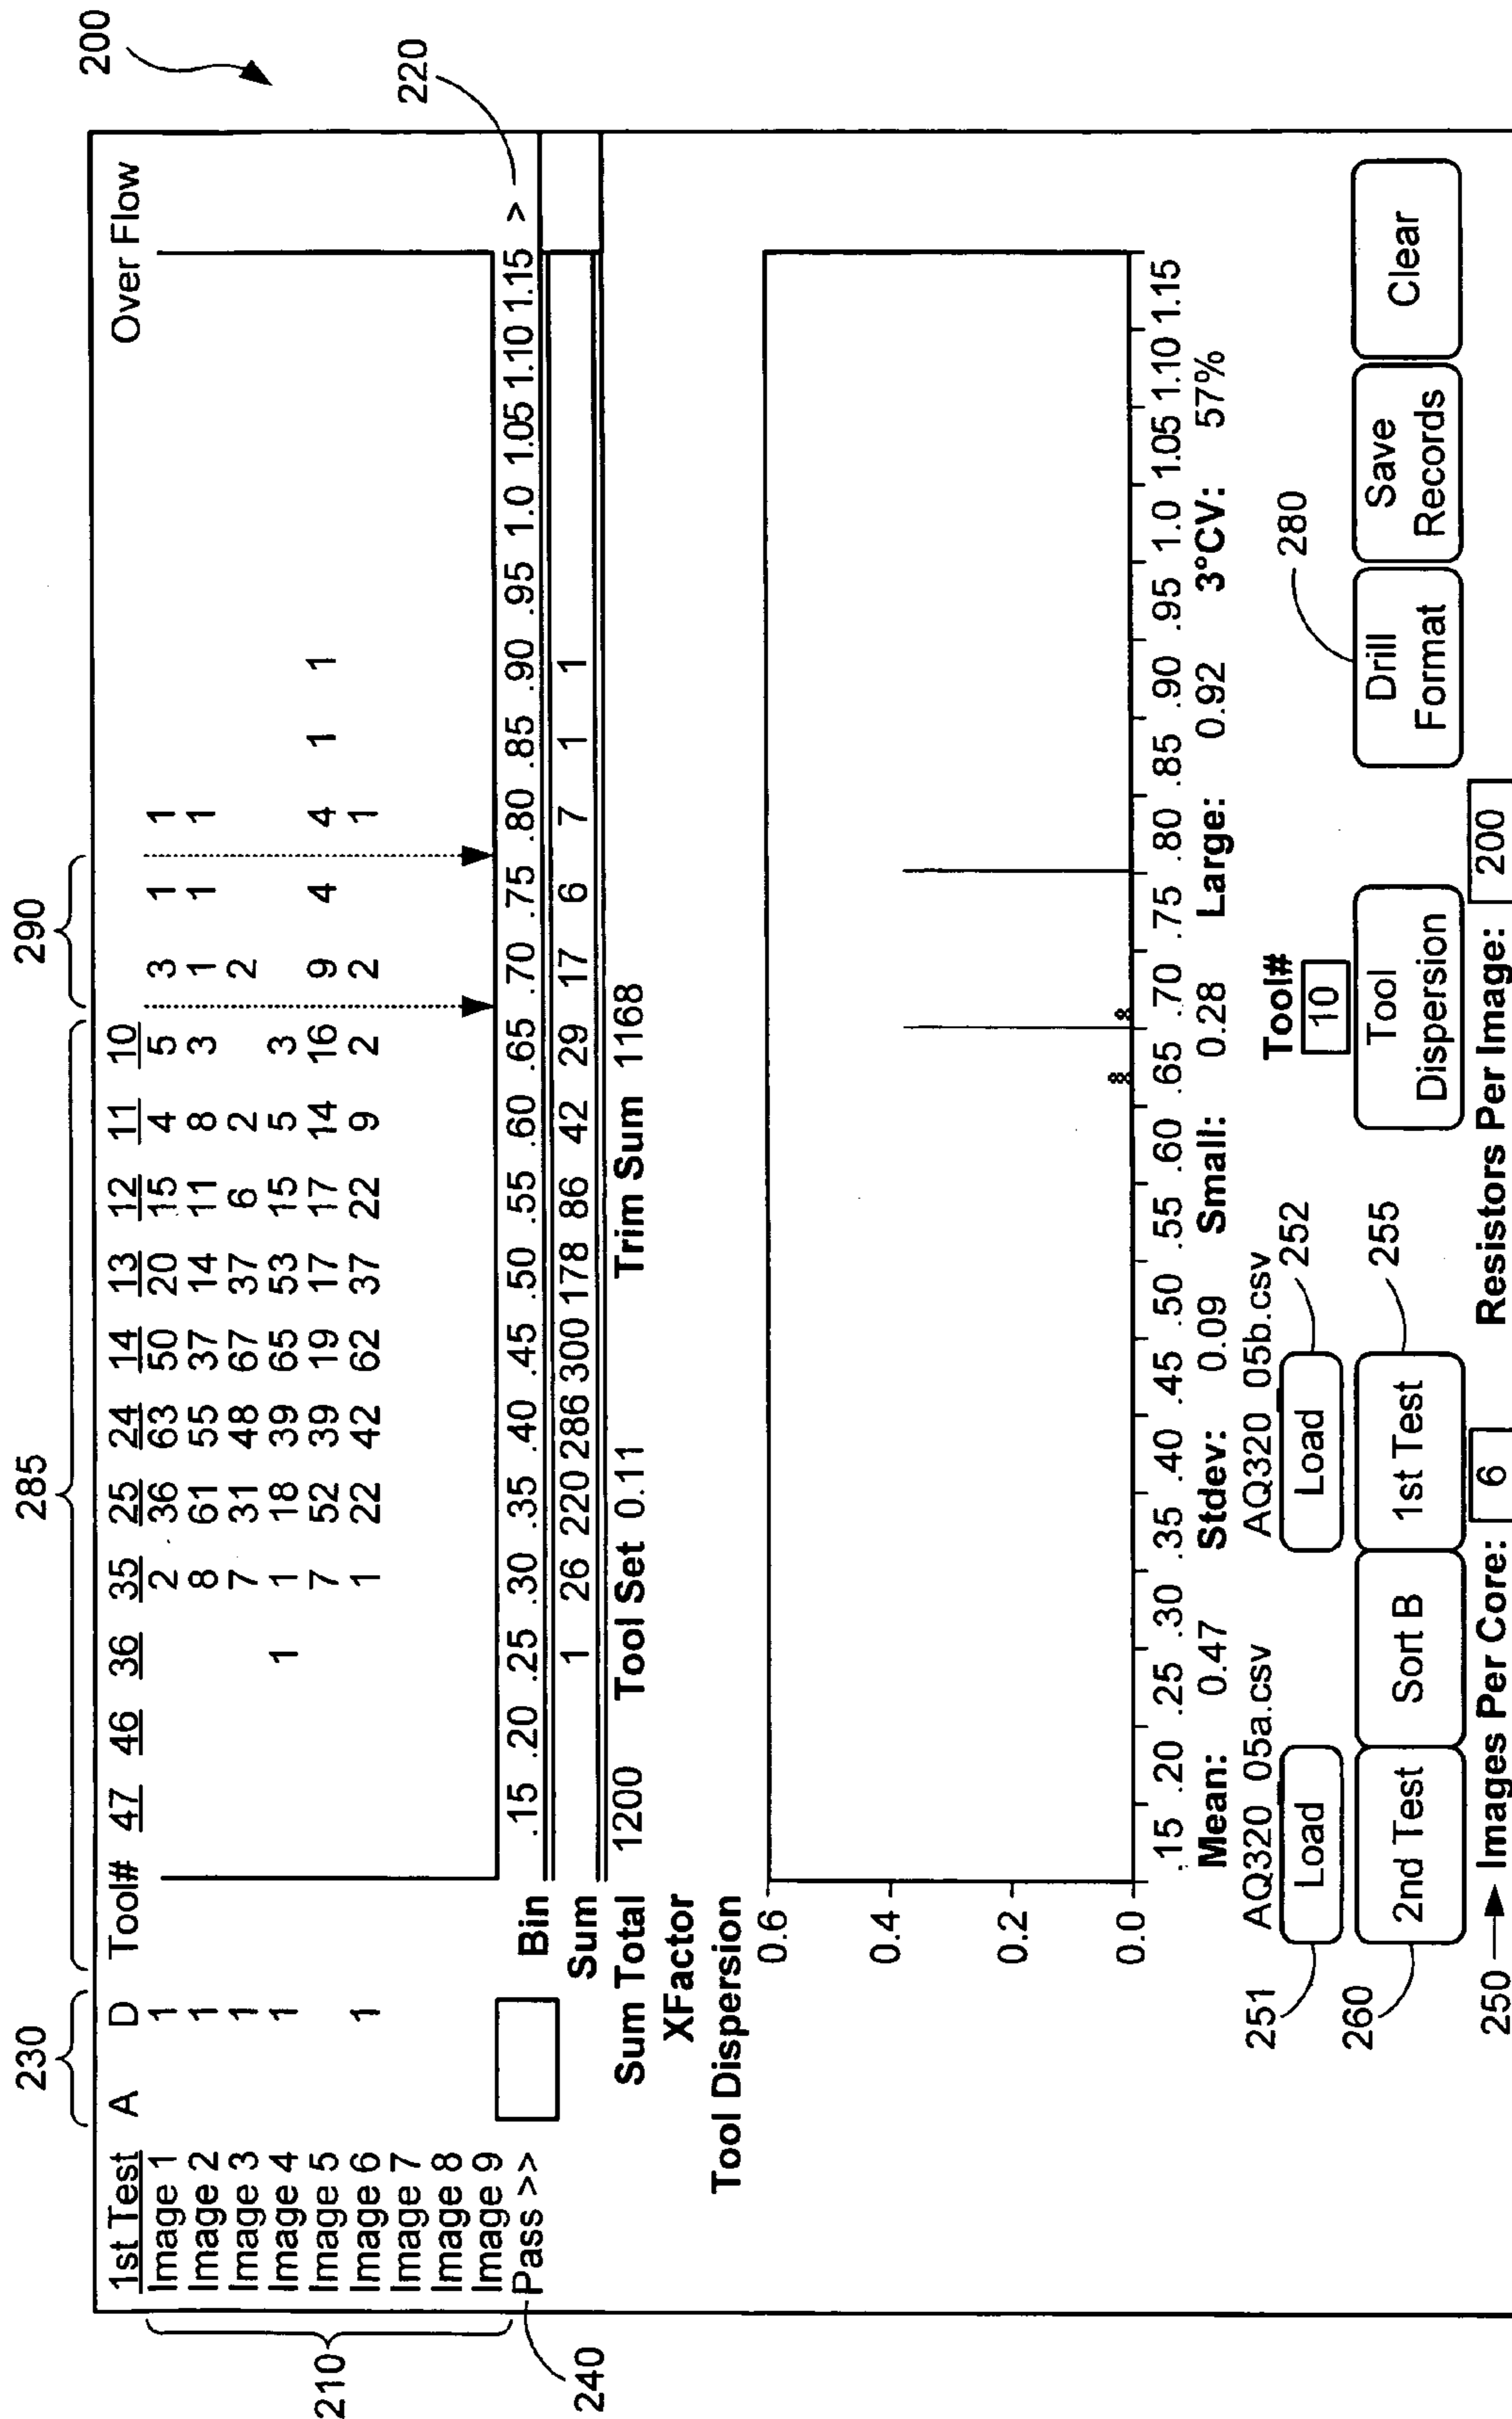 200
230
285
290
1st Test A D Tool# 47 46 36 35 25 24 14 13 12 11 10 Over Flow
Image 1 1 2 36 63 50 20 15 4 5 3 1 1
Image 2 1 8 61 55 37 14 11 8 3 1 1 1
Image 3 1 7 31 48 67 37 6 2 2
Image 4 1 1 1 18 39 65 53 15 5 3
Image 5 7 52 39 19 17 17 14 16 9 4 4 1 1
Image 6 1 1 22 42 62 37 22 9 2 2 1
Image 7
Image 8
Image 9
210
220
240
Pass >>
Bin .15 .20 .25 .30 .35 .40 .45 .50 .55 .60 .65 .70 .75 .80 .85 .90 .95 1.0 1.05 1.10 1.15 >
Sum 1 26 220 286 300 178 86 42 29 17 6 7 1 1
Sum Total 1200 Tool Set 0.11 Trim Sum 1168
XFactor
Tool Dispersion
0.6
0.4
0.2
0.0
.15 .20 .25 .30 .35 .40 .45 .50 .55 .60 .65 .70 .75 .80 .85 .90 .95 1.0 1.05 1.10 1.15
Mean: 0.47 Stdev: 0.09 Small: 0.28 Large: 0.92 3°CV: 57%
AQ320_05a.csv AQ320_05b.csv
Tool#
10
251 Load Load 252
280
260 2nd Test Sort B 1st Test 255
Tool Dispersion
Drill Format
Save Records
Clear
250 Images Per Core: 6 Resistors Per Image: 200